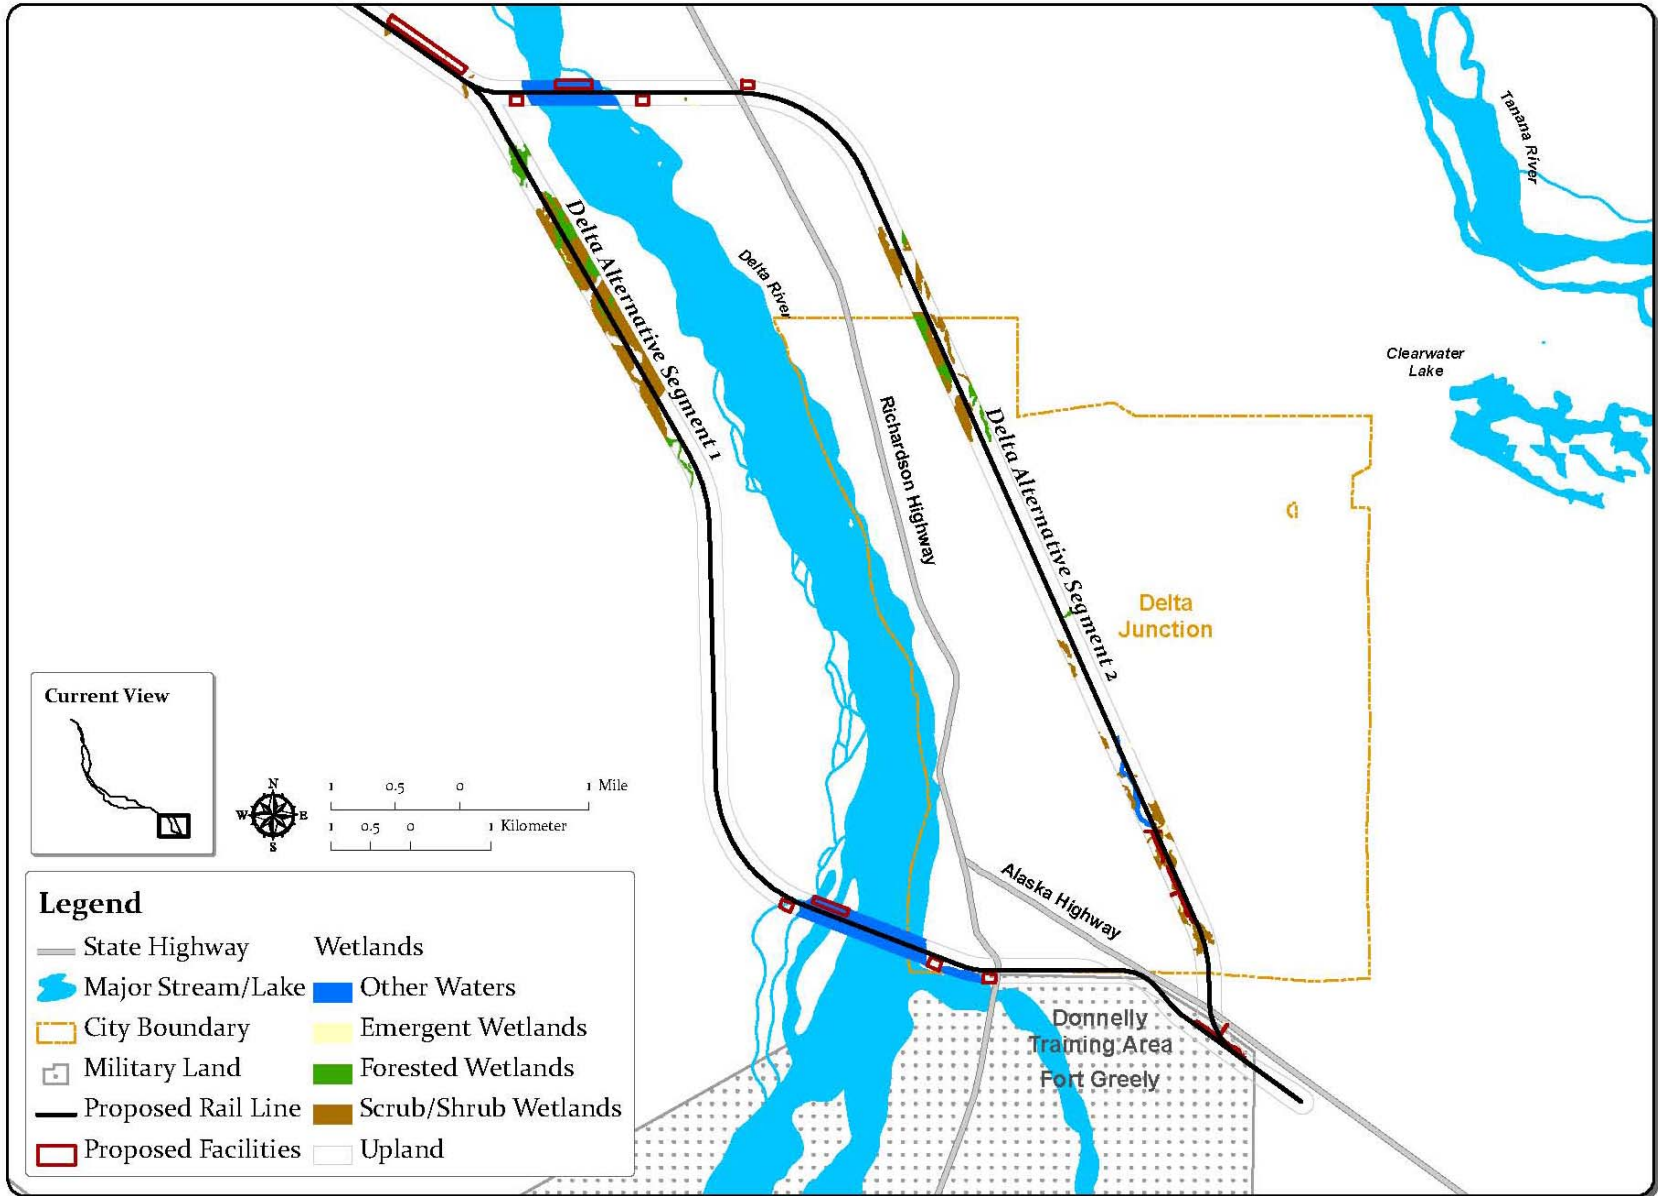 Tanana River
Delta River
Delta Alternative Segment 1
Clearwater
Lake
Richardson Highway
Delta Alternative Segment 2
Delta
Junction
Current View
N
W
E
S
1
0.5
0
1 Mile
1
0.5
0
1 Kilometer
Alaska Highway
Donnelly
Training Area
Fort Greely
Legend
State Highway
Major Stream/Lake
City Boundary
Military Land
Proposed Rail Line
Proposed Facilities
Wetlands
Other Waters
Emergent Wetlands
Forested Wetlands
Scrub/Shrub Wetlands
Upland